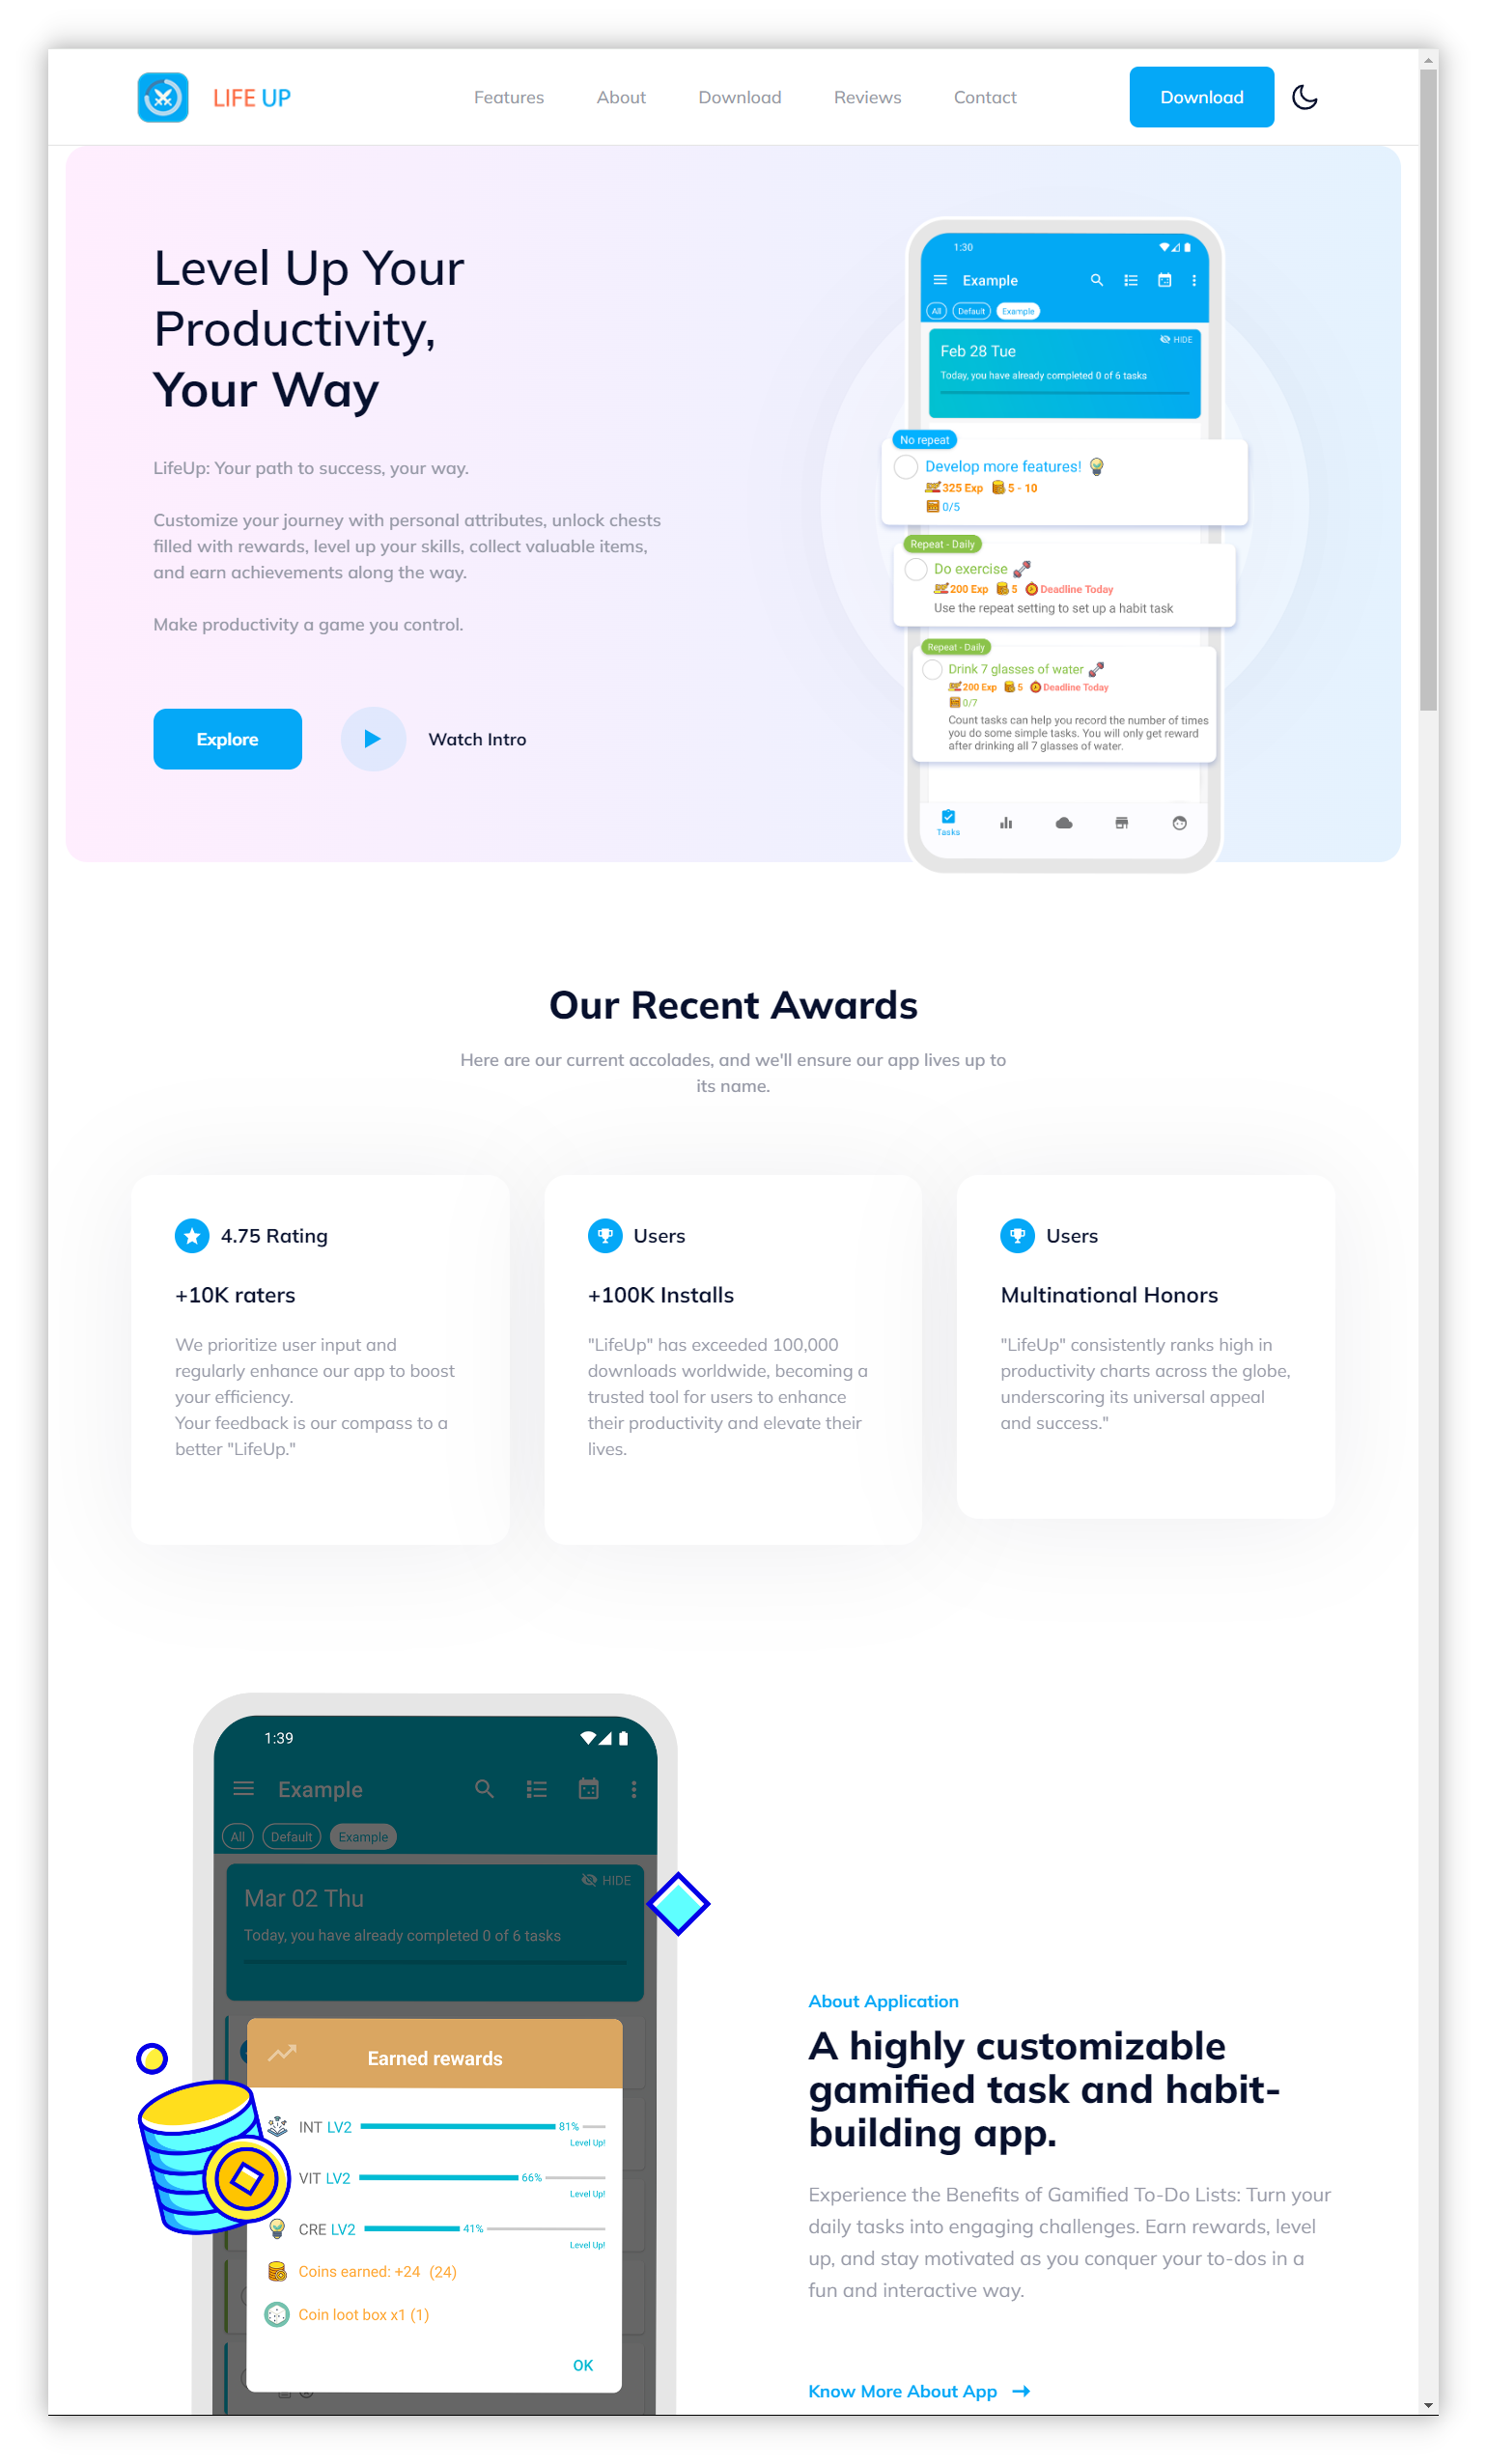 LIFE UP
Features
About
Download
Reviews
Contact
Download
Level Up Your
Productivity,
Your Way
LifeUp: Your path to success, your way.
Customize your journey with personal attributes, unlock chests
filled with rewards, level up your skills, collect valuable items,
and earn achievements along the way.
Make productivity a game you control.
Explore
Watch Intro
1:30
Example
All
Default
Example
HIDE
Feb 28 Tue
Today, you have already completed 0 of 6 tasks
No repeat
Develop more features!
325 Exp 5 - 10
0/5
Repeat - Daily
Do exercise
200 Exp 5 Deadline Today
Use the repeat setting to set up a habit task
Repeat - Daily
Drink 7 glasses of water
200 Exp 5 Deadline Today
0/7
Count tasks can help you record the number of times
you do some simple tasks. You will only get reward
after drinking all 7 glasses of water.
Tasks
Our Recent Awards
Here are our current accolades, and we'll ensure our app lives up to
its name.
4.75 Rating
+10K raters
We prioritize user input and
regularly enhance our app to boost
your efficiency.
Your feedback is our compass to a
better "LifeUp."
Users
+100K Installs
"LifeUp" has exceeded 100,000
downloads worldwide, becoming a
trusted tool for users to enhance
their productivity and elevate their
lives.
Users
Multinational Honors
"LifeUp" consistently ranks high in
productivity charts across the globe,
underscoring its universal appeal
and success."
1:39
Example
All
Default
Example
HIDE
Mar 02 Thu
Today, you have already completed 0 of 6 tasks
Earned rewards
INT LV2 81%
Level Up!
VIT LV2 66%
Level Up!
CRE LV2 41%
Level Up!
Coins earned: +24 (24)
Coin loot box x1 (1)
OK
About Application
A highly customizable
gamified task and habit-
building app.
Experience the Benefits of Gamified To-Do Lists: Turn your
daily tasks into engaging challenges. Earn rewards, level
up, and stay motivated as you conquer your to-dos in a
fun and interactive way.
Know More About App